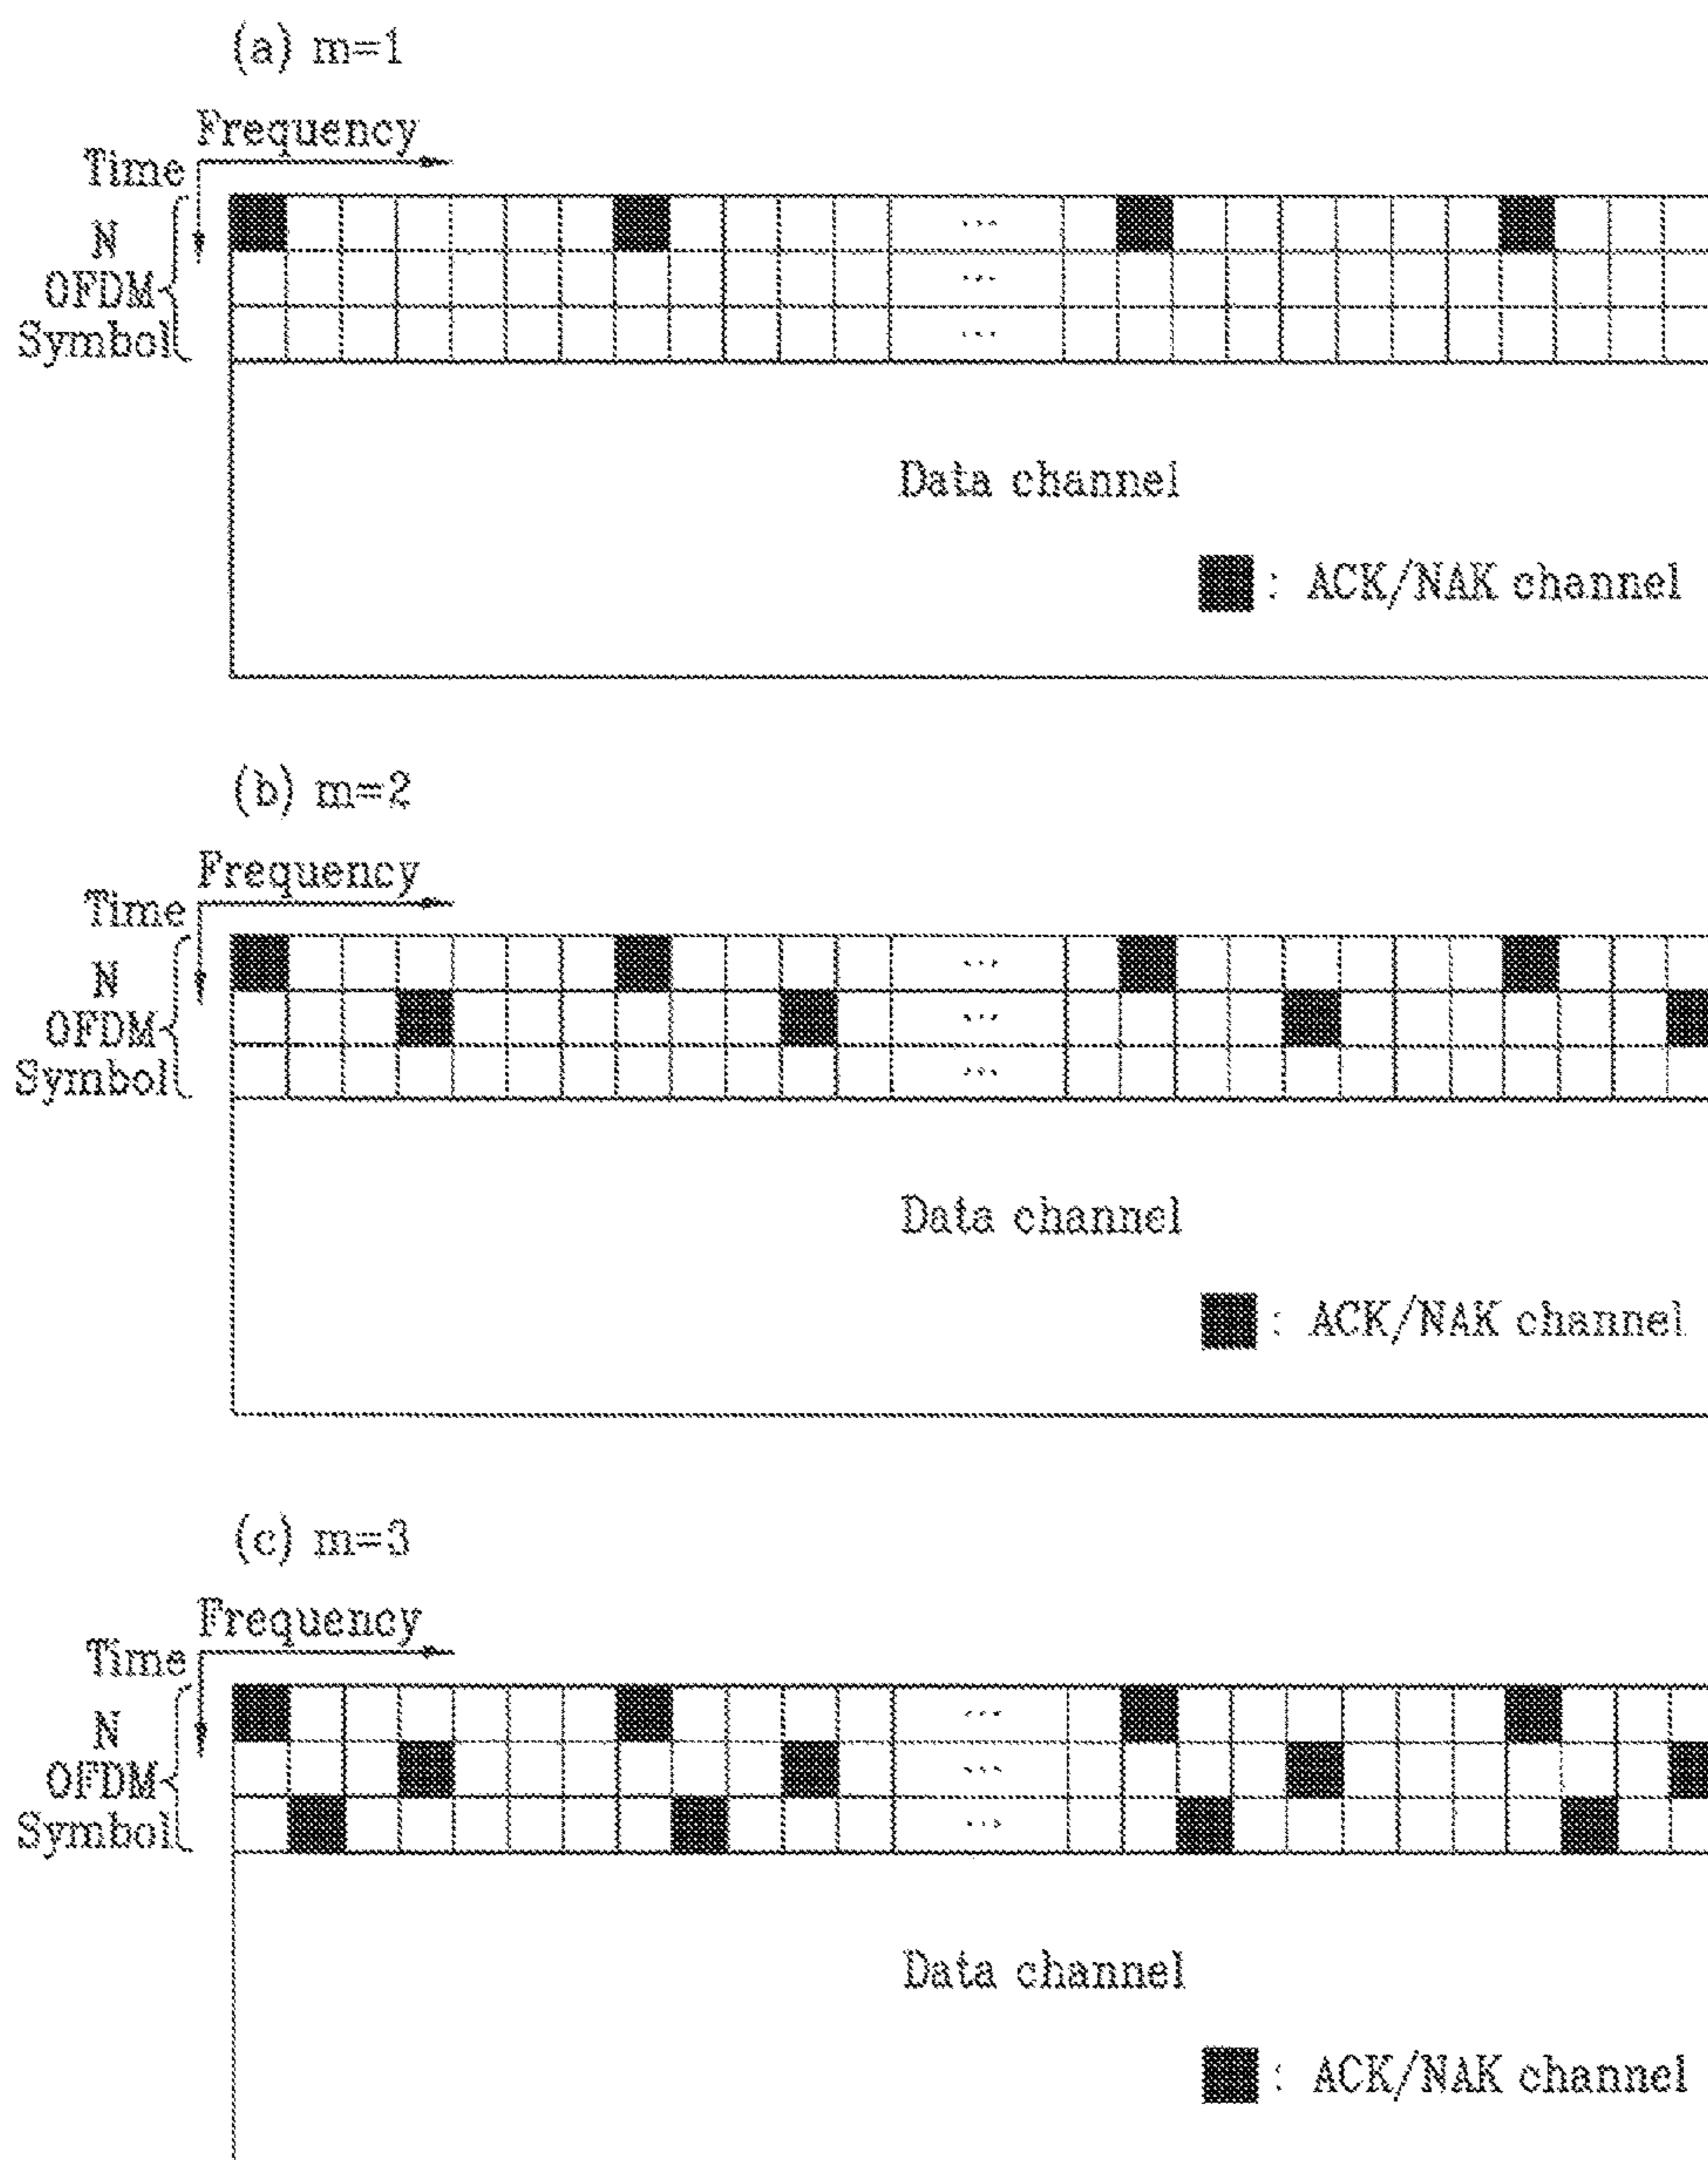 (a) m=1
Frequency
Time
N
OFDM
Symbol
...
...
...
Data channel
: ACK/NAK channel
(b) m=2
Frequency
Time
N
OFDM
Symbol
...
...
...
Data channel
: ACK/NAK channel
(c) m=3
Frequency
Time
N
OFDM
Symbol
...
...
...
Data channel
: ACK/NAK channel